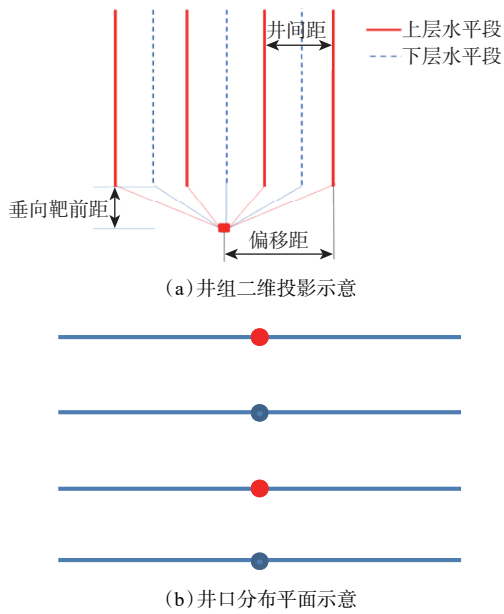 井间距
上层水平段
下层水平段
垂向靶前距
偏移距
(a)井组二维投影示意
(b)井口分布平面示意